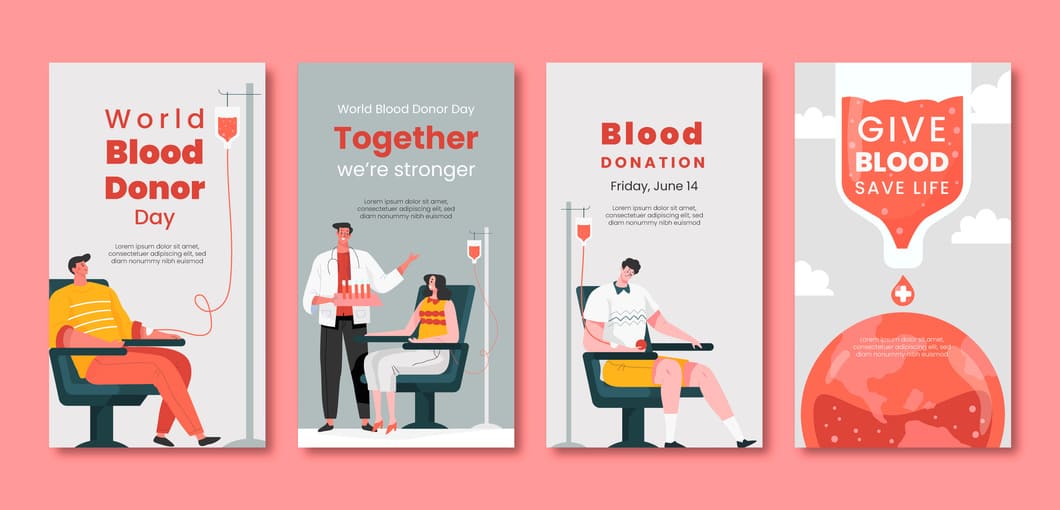 World
Blood
Donor
Day
Lorem ipsum dolor sit amet,
consectetuer adipiscing elit, sed
diam nonummy nibh euismod
World Blood Donor Day
Together
we're stronger
Lorem ipsum dolor sit amet,
consectetuer adipiscing elit, sed
diam nonummy nibh euismod
Blood
DONATION
Friday, June 14
Lorem ipsum dolor sit amet,
consectetuer adipiscing elit, sed
diam nonummy nibh euismod
GIVE
BLOOD
SAVE LIFE
Lorem ipsum dolor sit amet,
consectetuer adipiscing elit, sed
diam nonummy nibh euismod